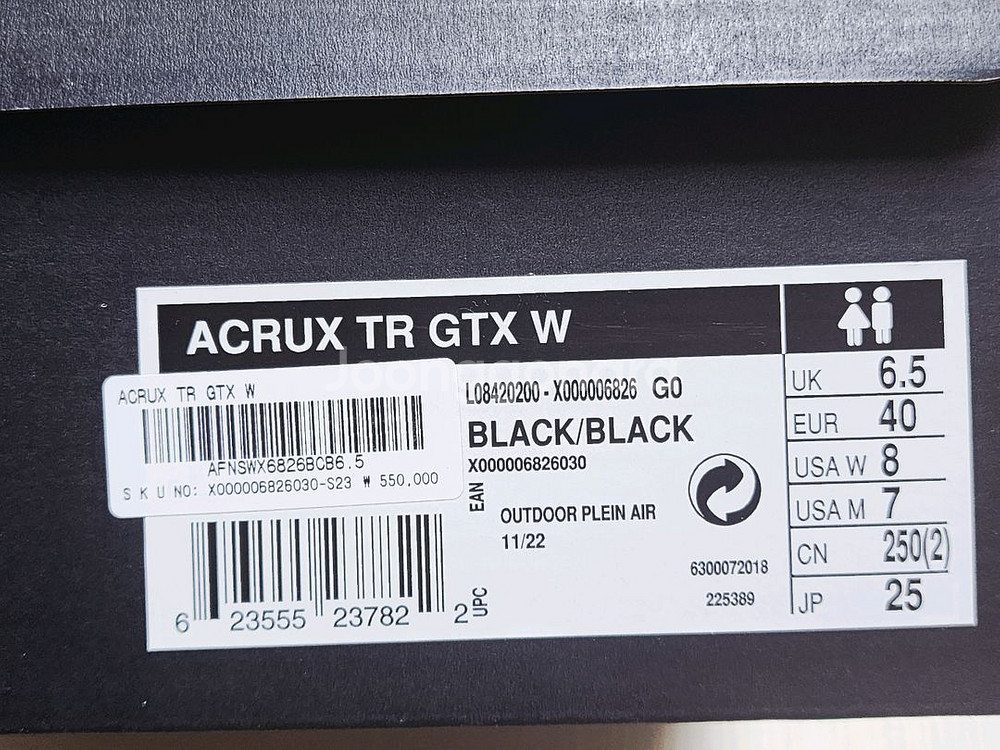 ACRUX TR GTX W
ACRUX TR GTX W
AFNSWX6826BCB6.5
SKU NO: X000006826030-S23 ₩ 550,000
L08420200 - X000006826 GO
BLACK/BLACK
X000006826030
EAN
OUTDOOR PLEIN AIR
11/22
6300072018
225389
6 23555 23782 2
UPC
UK 6.5
EUR 40
USA W 8
USA M 7
CN 250(2)
JP 25